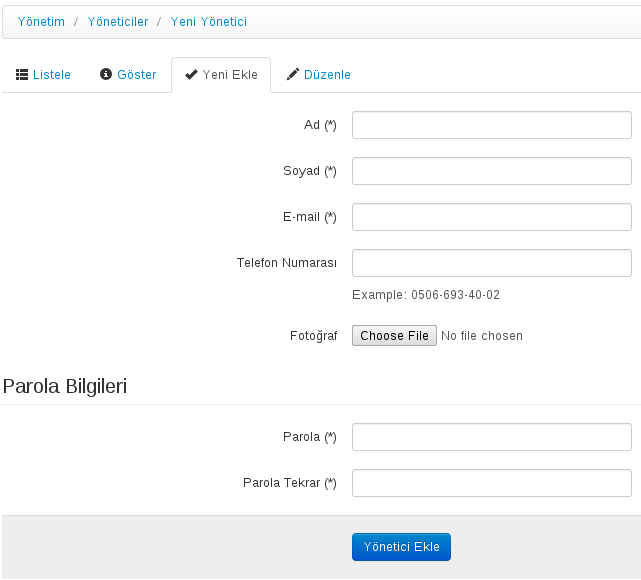 Yönetim / Yöneticiler / Yeni Yönetici
Listele Göster Yeni Ekle Düzenle
Ad (*)
Soyad (*)
E-mail (*)
Telefon Numarası
Example: 0506-693-40-02
Fotoğraf Choose File No file chosen
Parola Bilgileri
Parola (*)
Parola Tekrar (*)
Yönetici Ekle